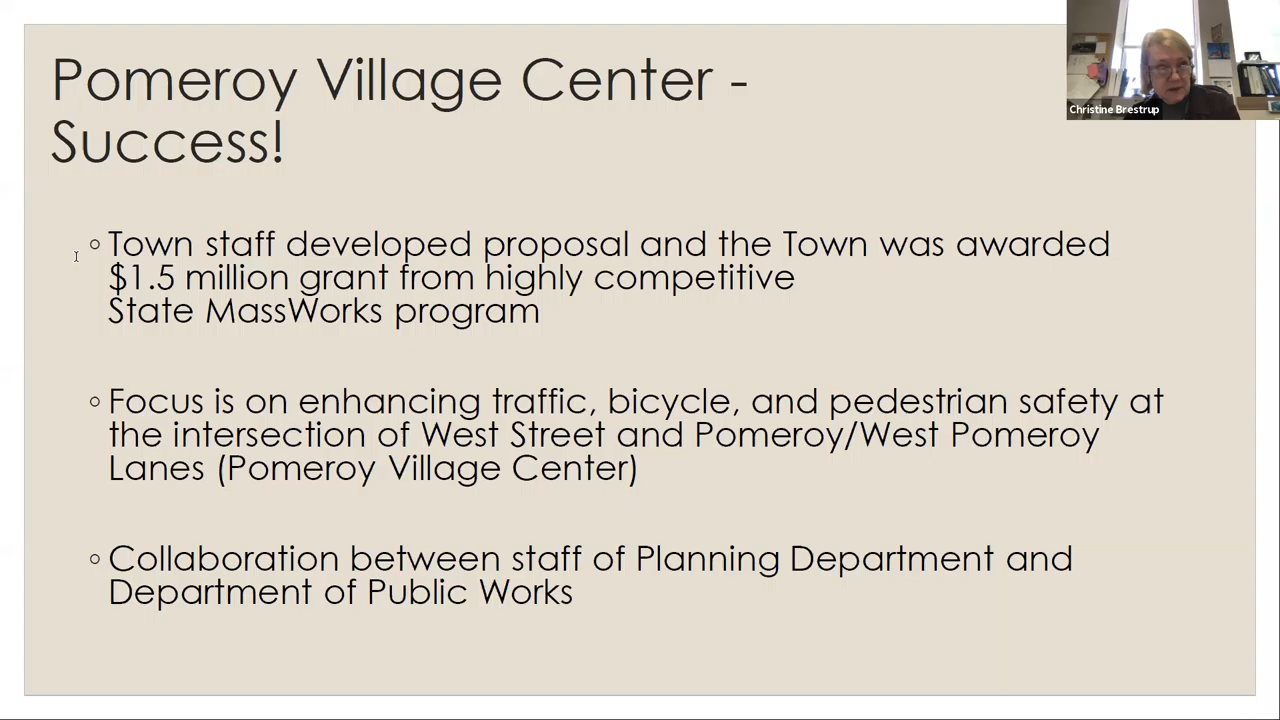 Pomeroy Village Center -
Success!
Christine Brestrup
◦ Town staff developed proposal and the Town was awarded
$1.5 million grant from highly competitive
State MassWorks program
◦ Focus is on enhancing traffic, bicycle, and pedestrian safety at
the intersection of West Street and Pomeroy/West Pomeroy
Lanes (Pomeroy Village Center)
◦ Collaboration between staff of Planning Department and
Department of Public Works